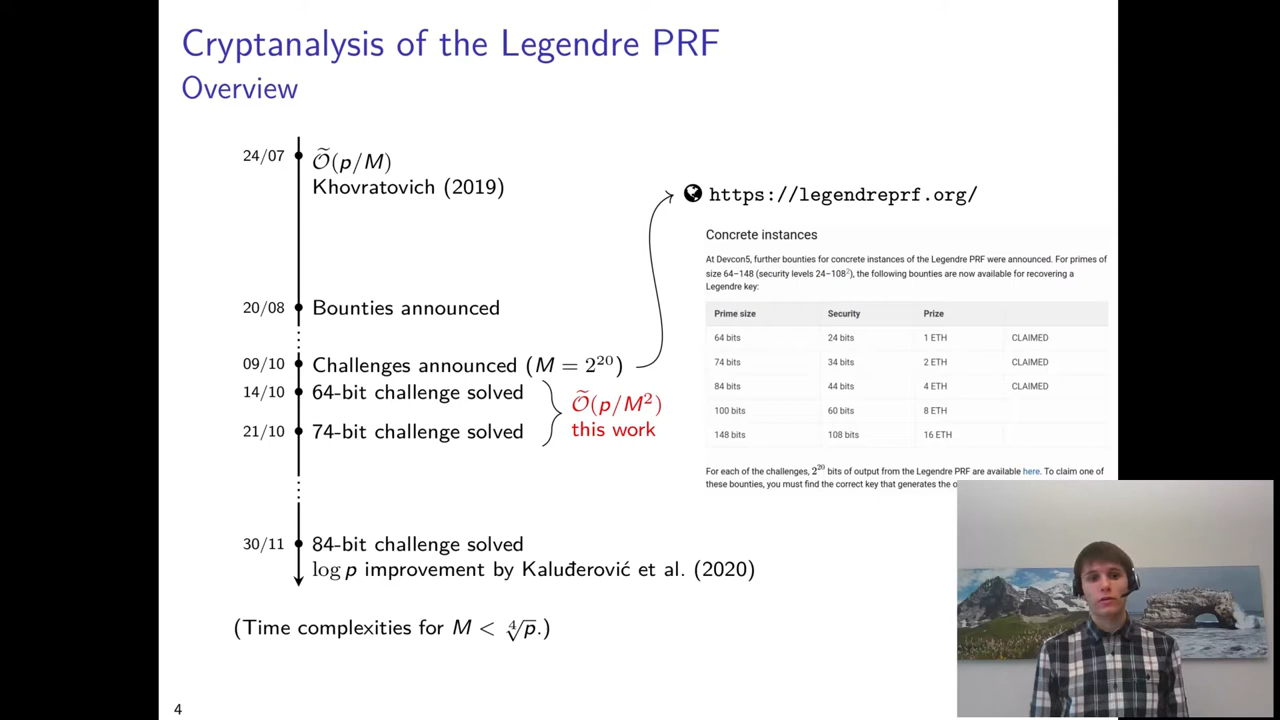 Cryptanalysis of the Legendre PRF
Overview
24/07
Õ(p/M)
Khovratovich (2019)
20/08 Bounties announced
09/10 Challenges announced (M = 2²⁰)
14/10 64-bit challenge solved
21/10 74-bit challenge solved
Õ(p/M²)
this work
30/11 84-bit challenge solved
log p improvement by Kaluđerović et al. (2020)
(Time complexities for M < ∜p.)
https://legendreprf.org/
Concrete instances
At Devcon5, further bounties for concrete instances of the Legendre PRF were announced. For primes of
size 64–148 (security levels 24–108²), the following bounties are now available for recovering a
Legendre key:
Prime size Security Prize
64 bits 24 bits 1 ETH CLAIMED
74 bits 34 bits 2 ETH CLAIMED
84 bits 44 bits 4 ETH CLAIMED
100 bits 60 bits 8 ETH
148 bits 108 bits 16 ETH
For each of the challenges, 2²⁰ bits of output from the Legendre PRF are available here. To claim one of
these bounties, you must find the correct key that generates the
4